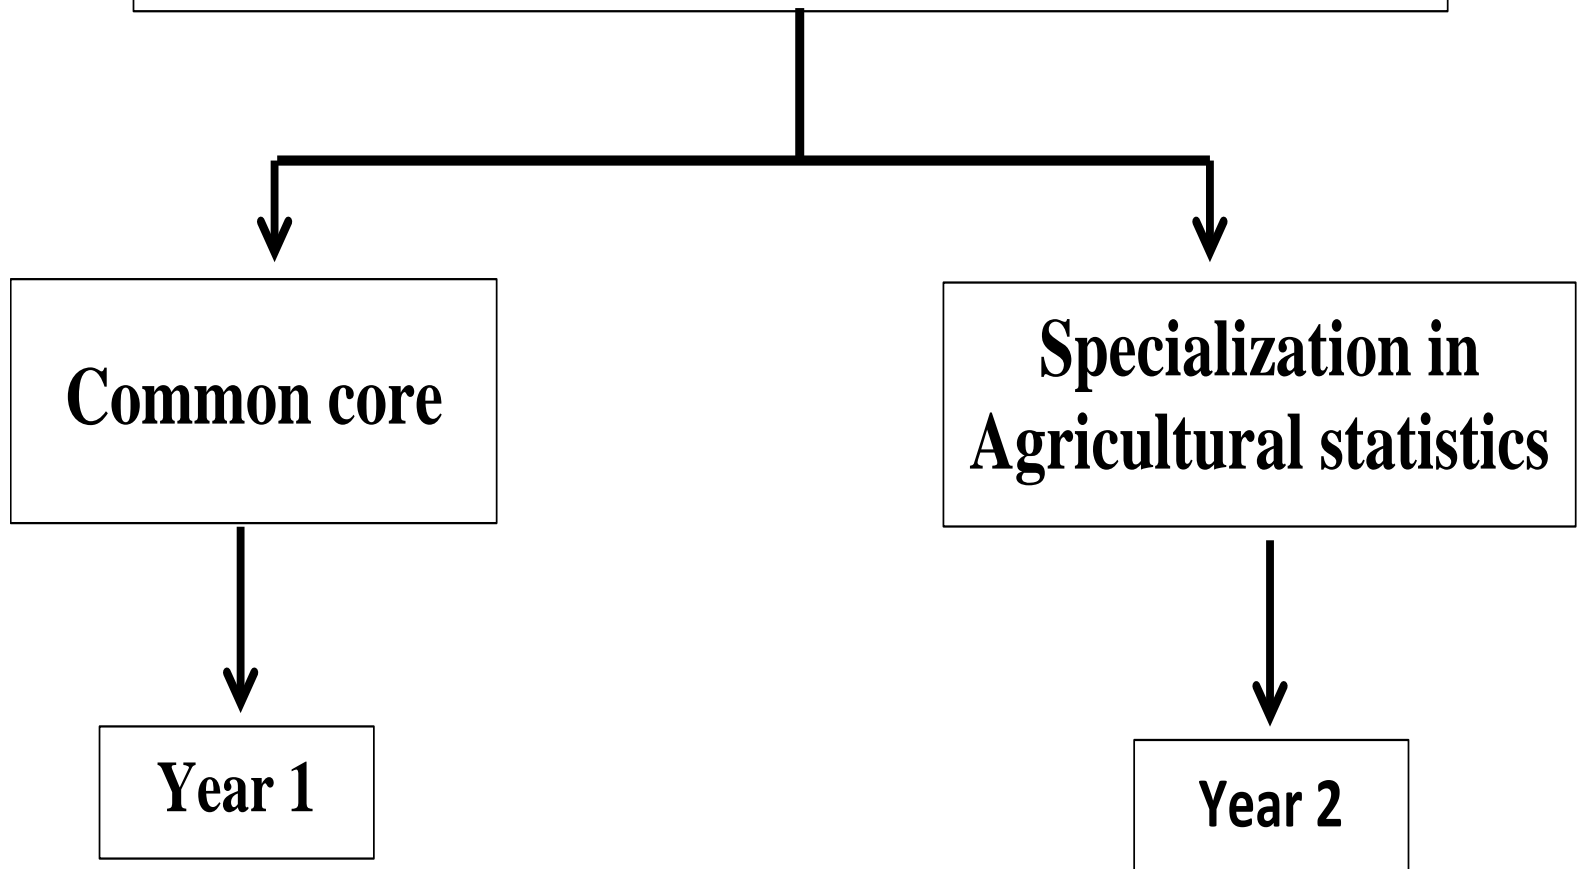 Common core
Specialization in
Agricultural statistics
Year 1
Year 2